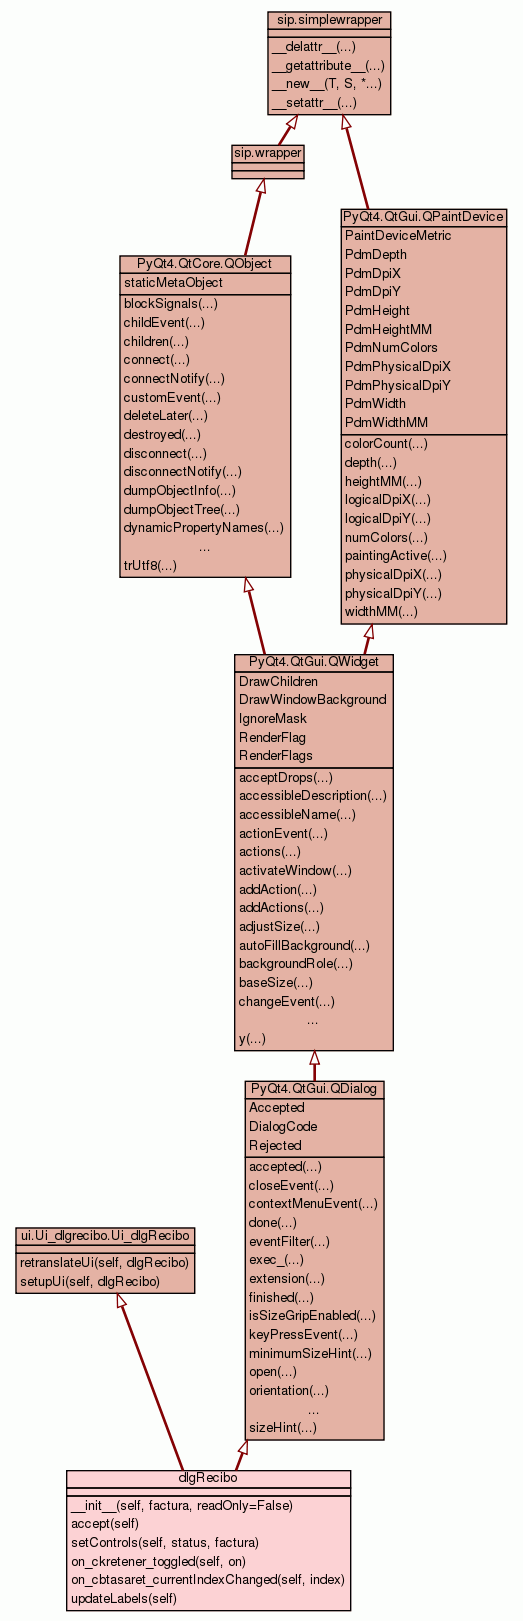 sip.simplewrapper
__delattr__(...)
__getattribute__(...)
__new__(T, S, *...)
__setattr__(...)
sip.wrapper
PyQt4.QtGui.QPaintDevice
PaintDeviceMetric
PdmDepth
PdmDpiX
PdmDpiY
PdmHeight
PdmHeightMM
PdmNumColors
PdmPhysicalDpiX
PdmPhysicalDpiY
PdmWidth
PdmWidthMM
colorCount(...)
depth(...)
heightMM(...)
logicalDpiX(...)
logicalDpiY(...)
numColors(...)
paintingActive(...)
physicalDpiX(...)
physicalDpiY(...)
widthMM(...)
PyQt4.QtCore.QObject
staticMetaObject
blockSignals(...)
childEvent(...)
children(...)
connect(...)
connectNotify(...)
customEvent(...)
deleteLater(...)
destroyed(...)
disconnect(...)
disconnectNotify(...)
dumpObjectInfo(...)
dumpObjectTree(...)
dynamicPropertyNames(...)
...
trUtf8(...)
PyQt4.QtGui.QWidget
DrawChildren
DrawWindowBackground
IgnoreMask
RenderFlag
RenderFlags
acceptDrops(...)
accessibleDescription(...)
accessibleName(...)
actionEvent(...)
actions(...)
activateWindow(...)
addAction(...)
addActions(...)
adjustSize(...)
autoFillBackground(...)
backgroundRole(...)
baseSize(...)
changeEvent(...)
...
y(...)
PyQt4.QtGui.QDialog
Accepted
DialogCode
Rejected
accepted(...)
closeEvent(...)
contextMenuEvent(...)
done(...)
eventFilter(...)
exec_(...)
extension(...)
finished(...)
isSizeGripEnabled(...)
keyPressEvent(...)
minimumSizeHint(...)
open(...)
orientation(...)
...
sizeHint(...)
ui.Ui_dlgrecibo.Ui_dlgRecibo
retranslateUi(self, dlgRecibo)
setupUi(self, dlgRecibo)
dlgRecibo
__init__(self, factura, readOnly=False)
accept(self)
setControls(self, status, factura)
on_ckretener_toggled(self, on)
on_cbtasaret_currentIndexChanged(self, index)
updateLabels(self)